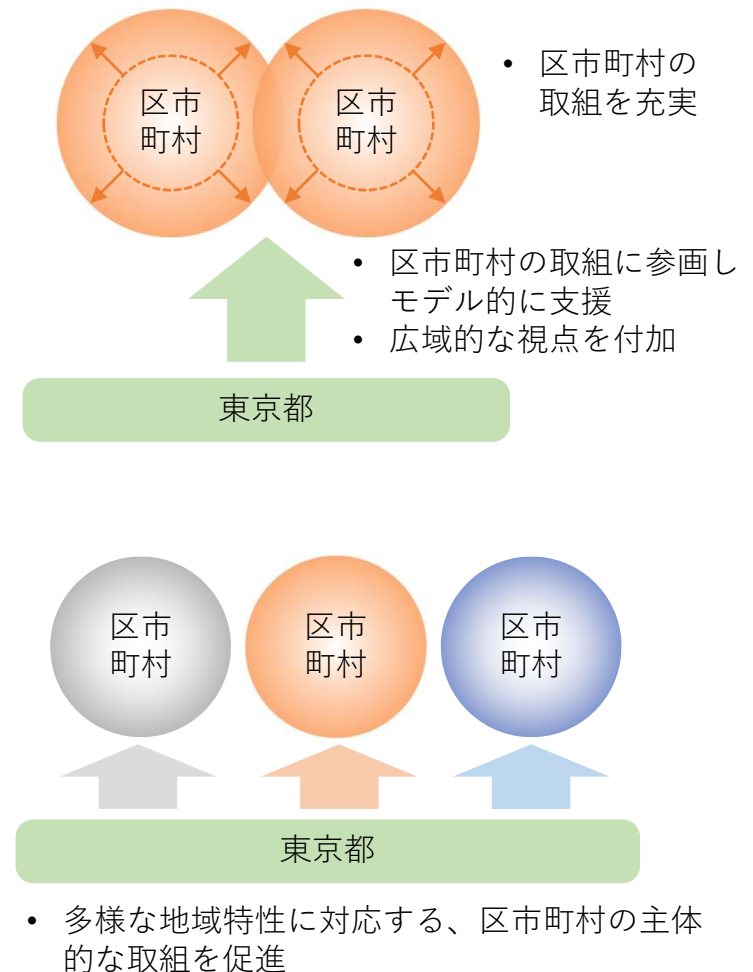 区市
町村
区市
町村
• 区市町村の
取組を充実
• 区市町村の取組に参画し
モデル的に支援
• 広域的な視点を付加
東京都
区市
町村
区市
町村
区市
町村
東京都
• 多様な地域特性に対応する、区市町村の主体
的な取組を促進